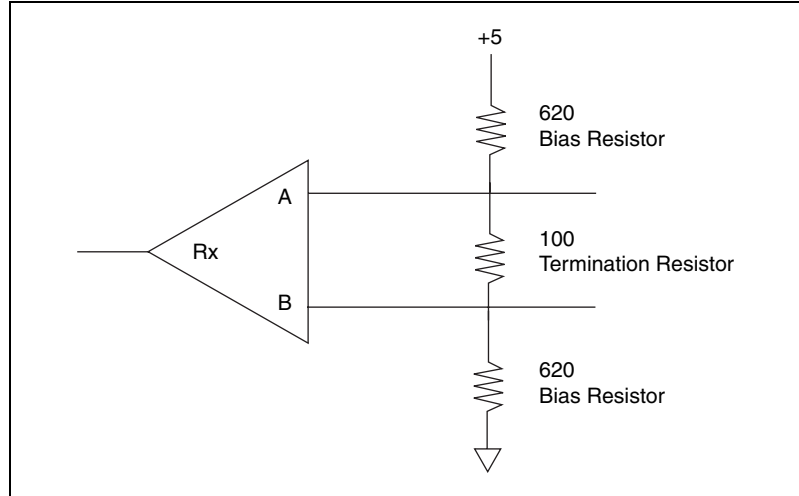 +5
620
Bias Resistor
A
100
Termination Resistor
Rx
B
620
Bias Resistor